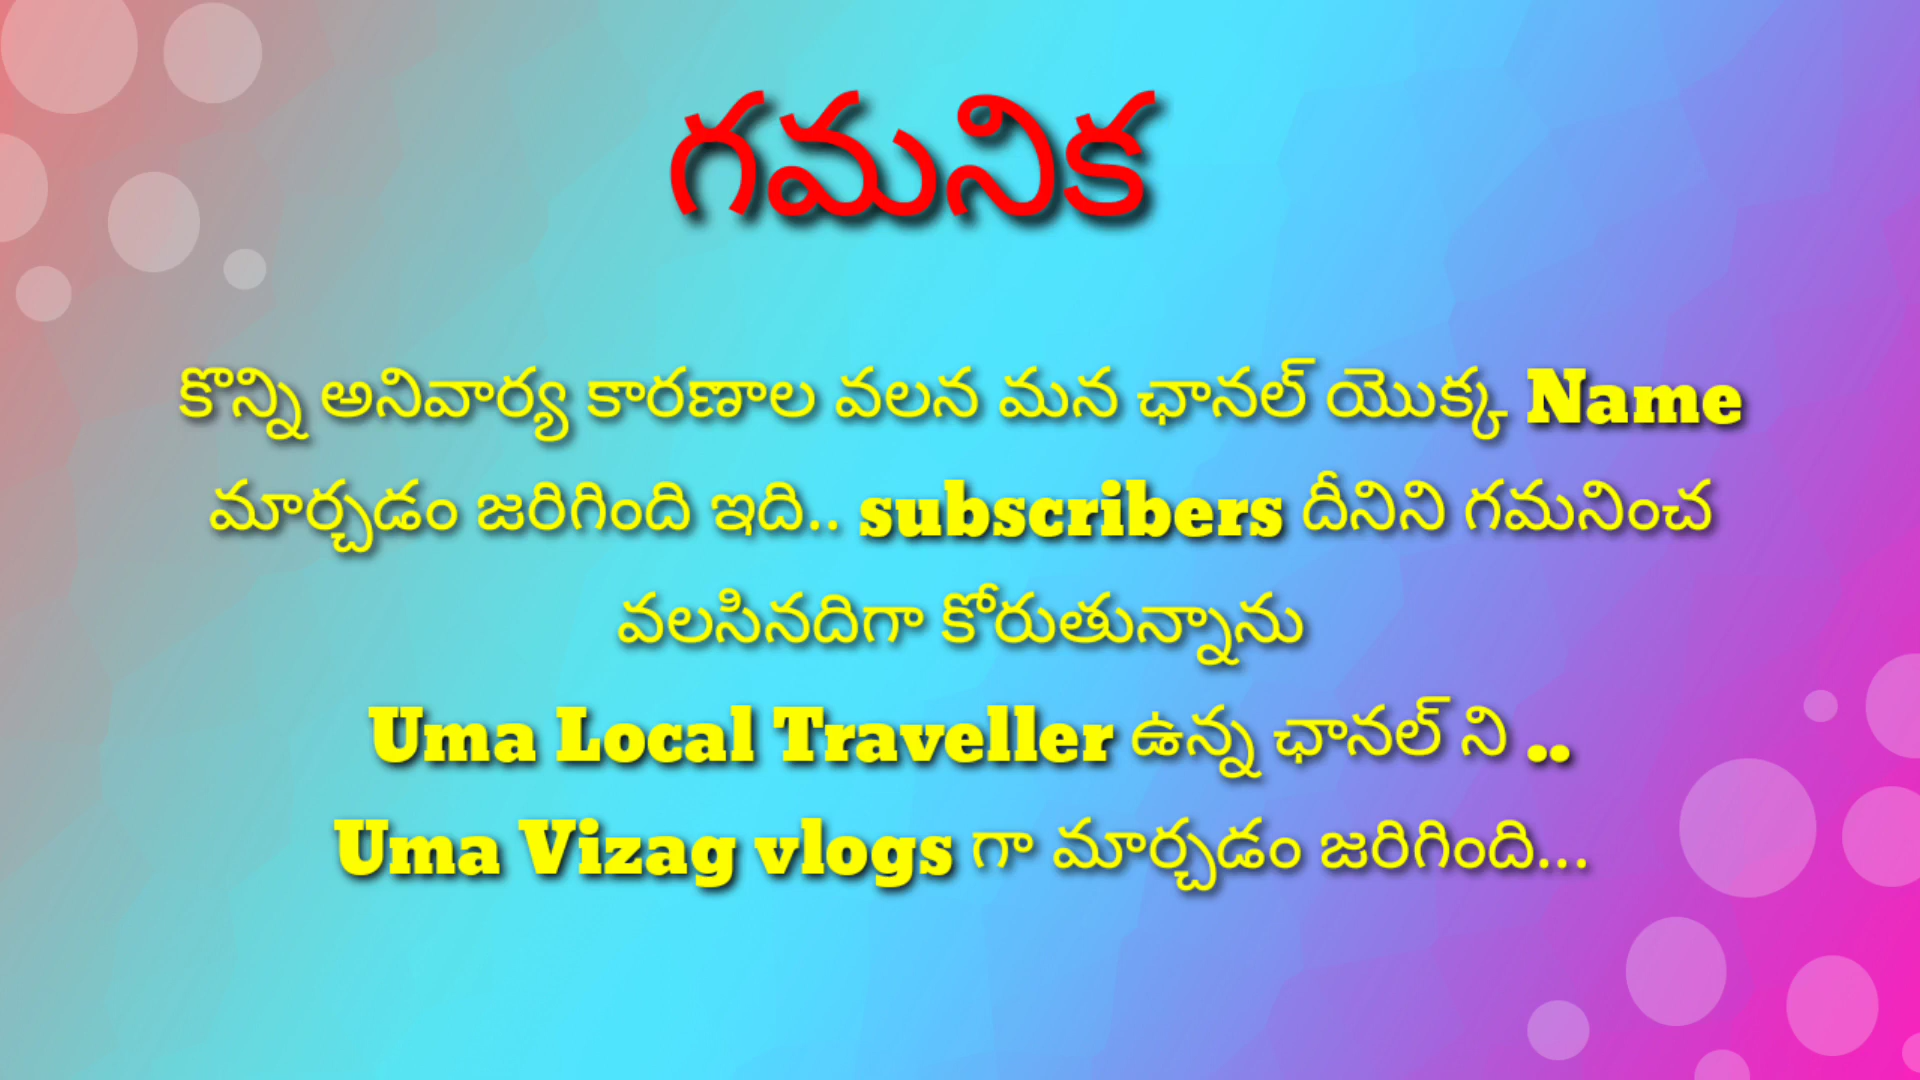 గమనిక
కొన్ని అనివార్య కారణాల వలన మన ఛానల్ యొక్క Name
మార్చడం జరిగింది ఇది.. subscribers దీనిని గమనించ
వలసినదిగా కోరుతున్నాను
Uma Local Traveller ఉన్న ఛానల్ ని ..
Uma Vizag vlogs గా మార్చడం జరిగింది...